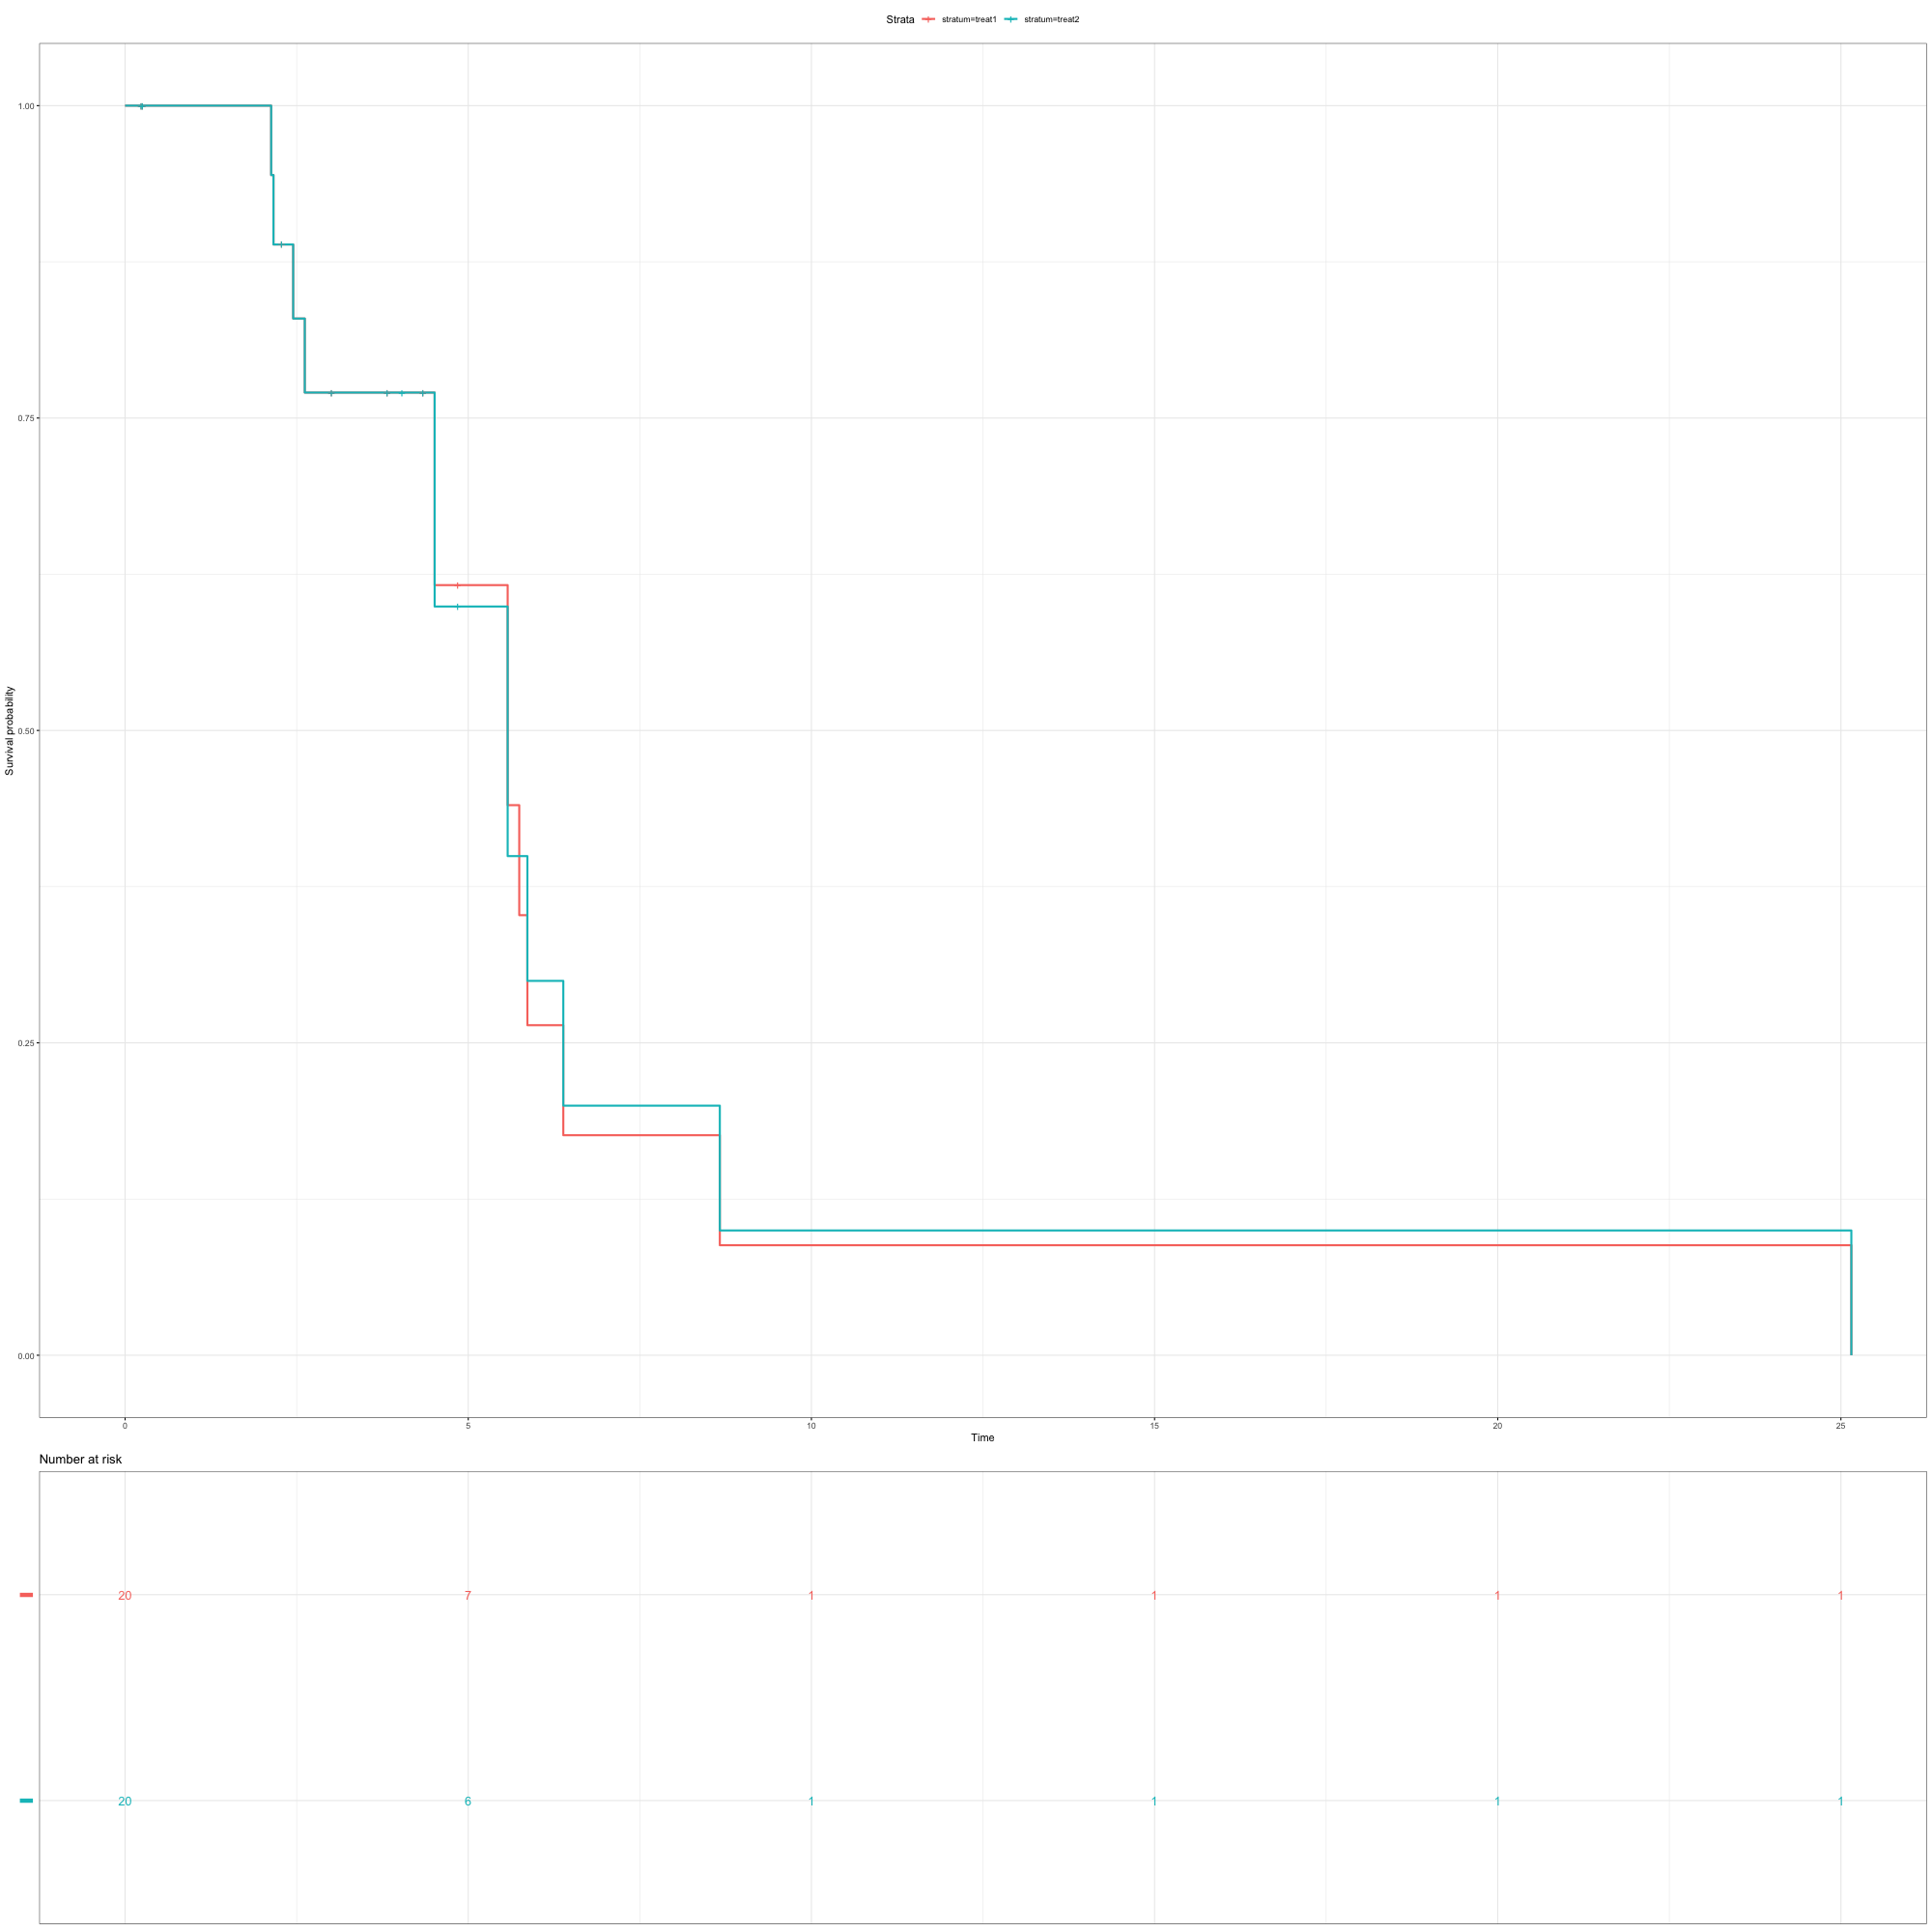 Strata stratum=treat1 stratum=treat2
1.00
0.75
0.50
0.25
0.00
Survival probability
0 5 10 15 20 25
Time
Number at risk
20 7 1 1 1 1
20 6 1 1 1 1